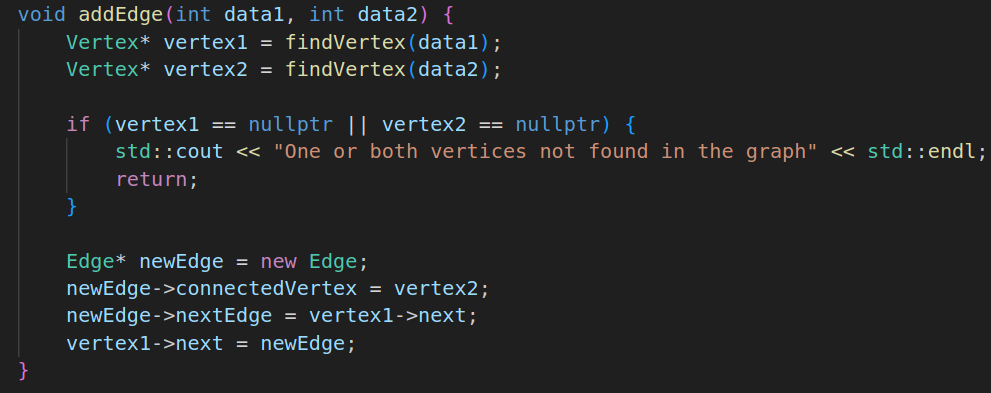 void addEdge(int data1, int data2) {
    Vertex* vertex1 = findVertex(data1);
    Vertex* vertex2 = findVertex(data2);

    if (vertex1 == nullptr || vertex2 == nullptr) {
        std::cout << "One or both vertices not found in the graph" << std::endl;
        return;
    }

    Edge* newEdge = new Edge;
    newEdge->connectedVertex = vertex2;
    newEdge->nextEdge = vertex1->next;
    vertex1->next = newEdge;
}